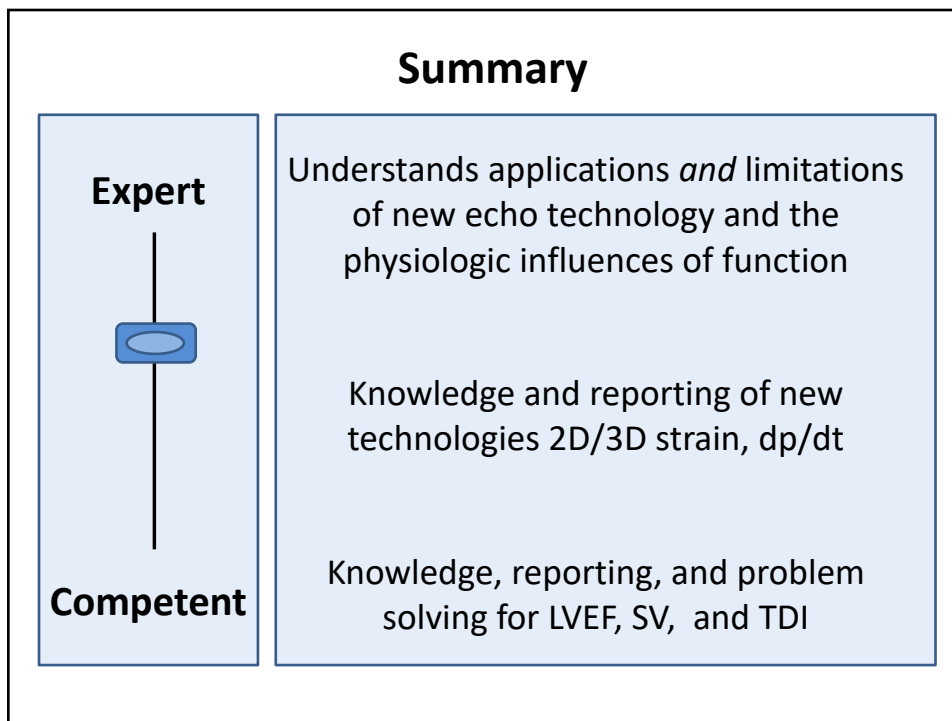 Summary
Expert
Understands applications and limitations
of new echo technology and the
physiologic influences of function
Knowledge and reporting of new
technologies 2D/3D strain, dp/dt
Competent
Knowledge, reporting, and problem
solving for LVEF, SV,  and TDI